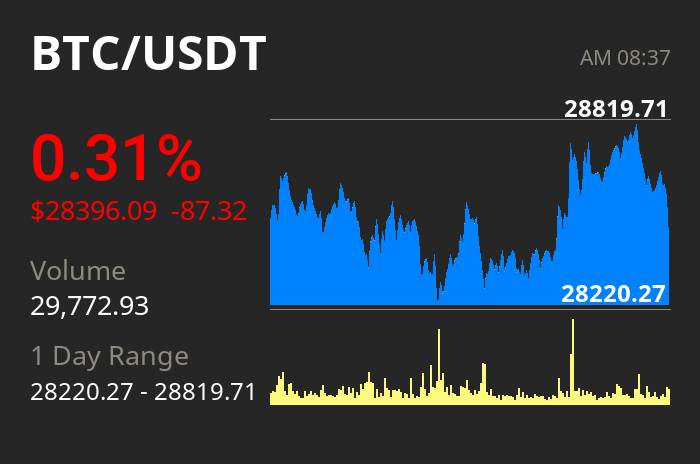 BTC/USDT
AM 08:37
28819.71
0.31%
$28396.09 -87.32
Volume
28220.27
29,772.93
1 Day Range
28220.27 - 28819.71